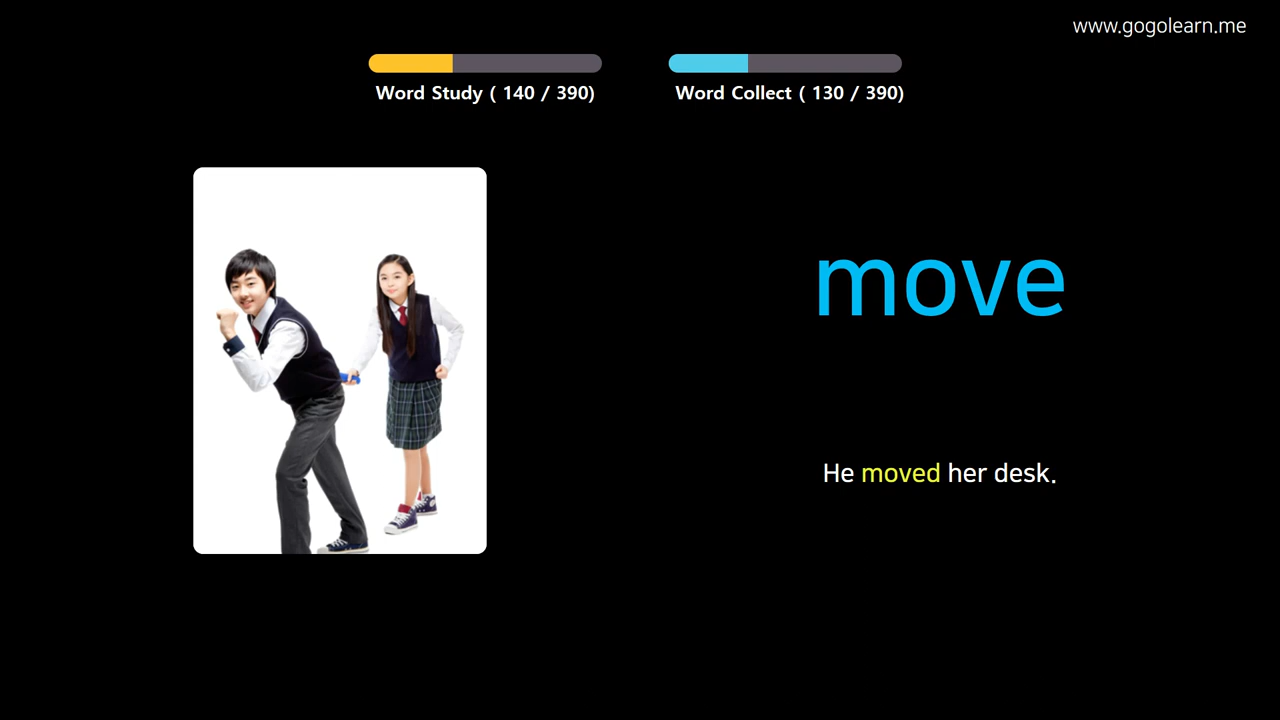 www.gogolearn.me
Word Study ( 140 / 390)
Word Collect ( 130 / 390)
move
He moved her desk.